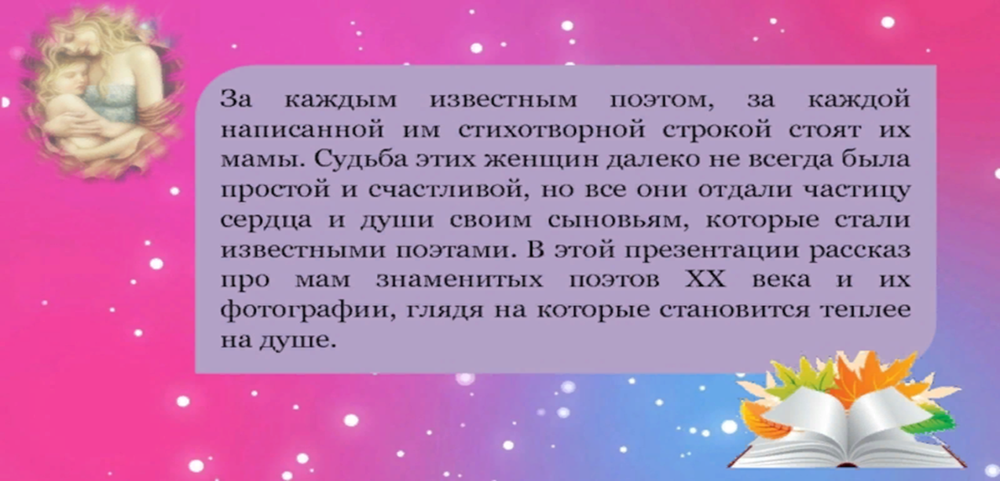 За каждым известным поэтом, за каждой
написанной им стихотворной строкой стоят их
мамы. Судьба этих женщин далеко не всегда была
простой и счастливой, но все они отдали частицу
сердца и души своим сыновьям, которые стали
известными поэтами. В этой презентации рассказ
про мам знаменитых поэтов XX века и их
фотографии, глядя на которые становится теплее
на душе.